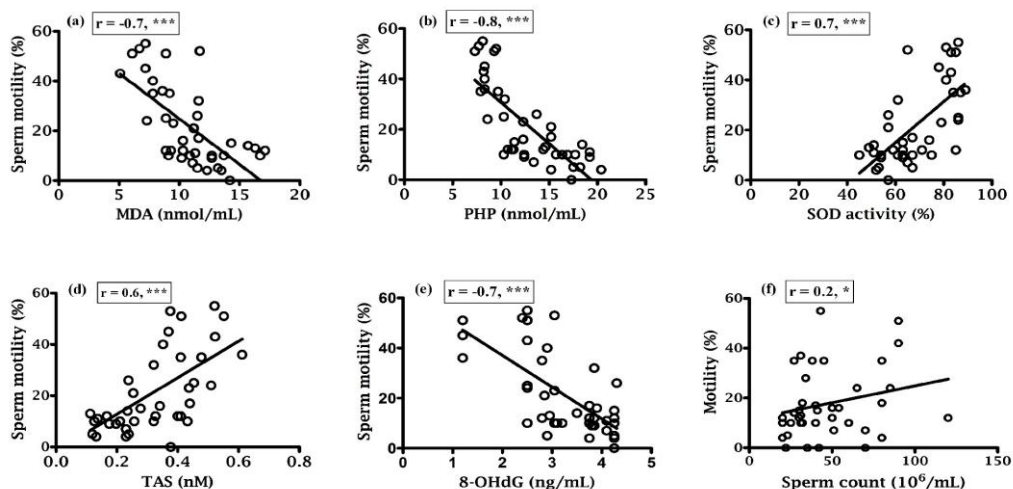 (a) r = -0.7, ***
Sperm motility (%)
60
40
20
0
0 5 10 15 20
MDA (nmol/mL)
(b) r = -0.8, ***
Sperm motility (%)
60
40
20
0
0 5 10 15 20 25
PHP (nmol/mL)
(c) r = 0.7, ***
Sperm motility (%)
60
40
20
0
40 60 80 100
SOD activity (%)
(d) r = 0.6, ***
Sperm motility (%)
60
40
20
0
0.0 0.2 0.4 0.6 0.8
TAS (nM)
(e) r = -0.7, ***
Sperm motility (%)
60
40
20
0
0 1 2 3 4 5
8-OHdG (ng/mL)
(f) r = 0.2, *
Motility (%)
60
40
20
0
0 50 100 150
Sperm count (10⁶/mL)